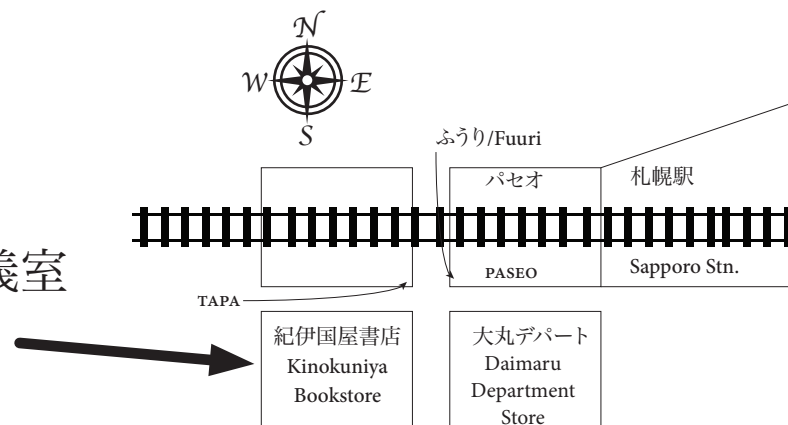 N
W
E
S
ふうり/Fuuri
パセオ
札幌駅
室
PASEO
Sapporo Stn.
TAPA
紀伊国屋書店
Kinokuniya
Bookstore
大丸デパート
Daimaru
Department
Store